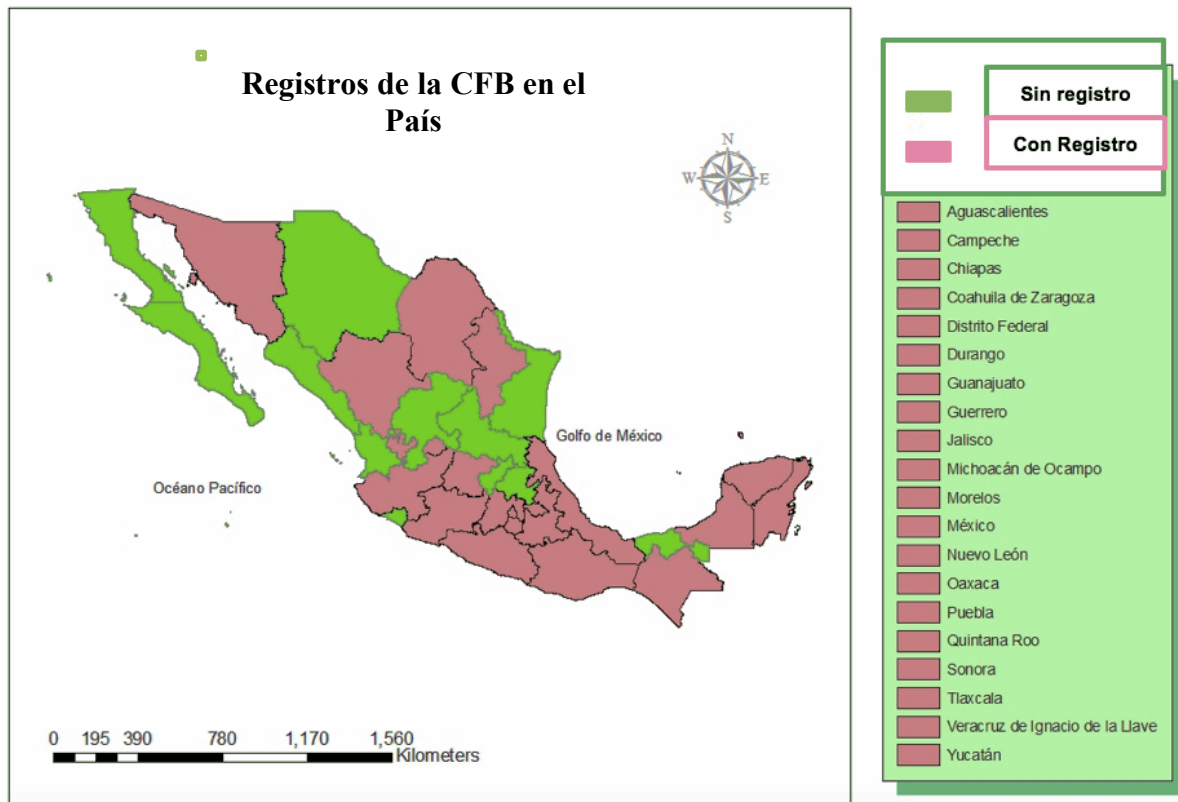 Registros de la CFB en el
País
N
W E
S
Golfo de México
Océano Pacífico
0 195 390 780 1,170 1,560
Kilometers
Sin registro
Con Registro
Aguascalientes
Campeche
Chiapas
Coahuila de Zaragoza
Distrito Federal
Durango
Guanajuato
Guerrero
Jalisco
Michoacán de Ocampo
Morelos
México
Nuevo León
Oaxaca
Puebla
Quintana Roo
Sonora
Tlaxcala
Veracruz de Ignacio de la Llave
Yucatán